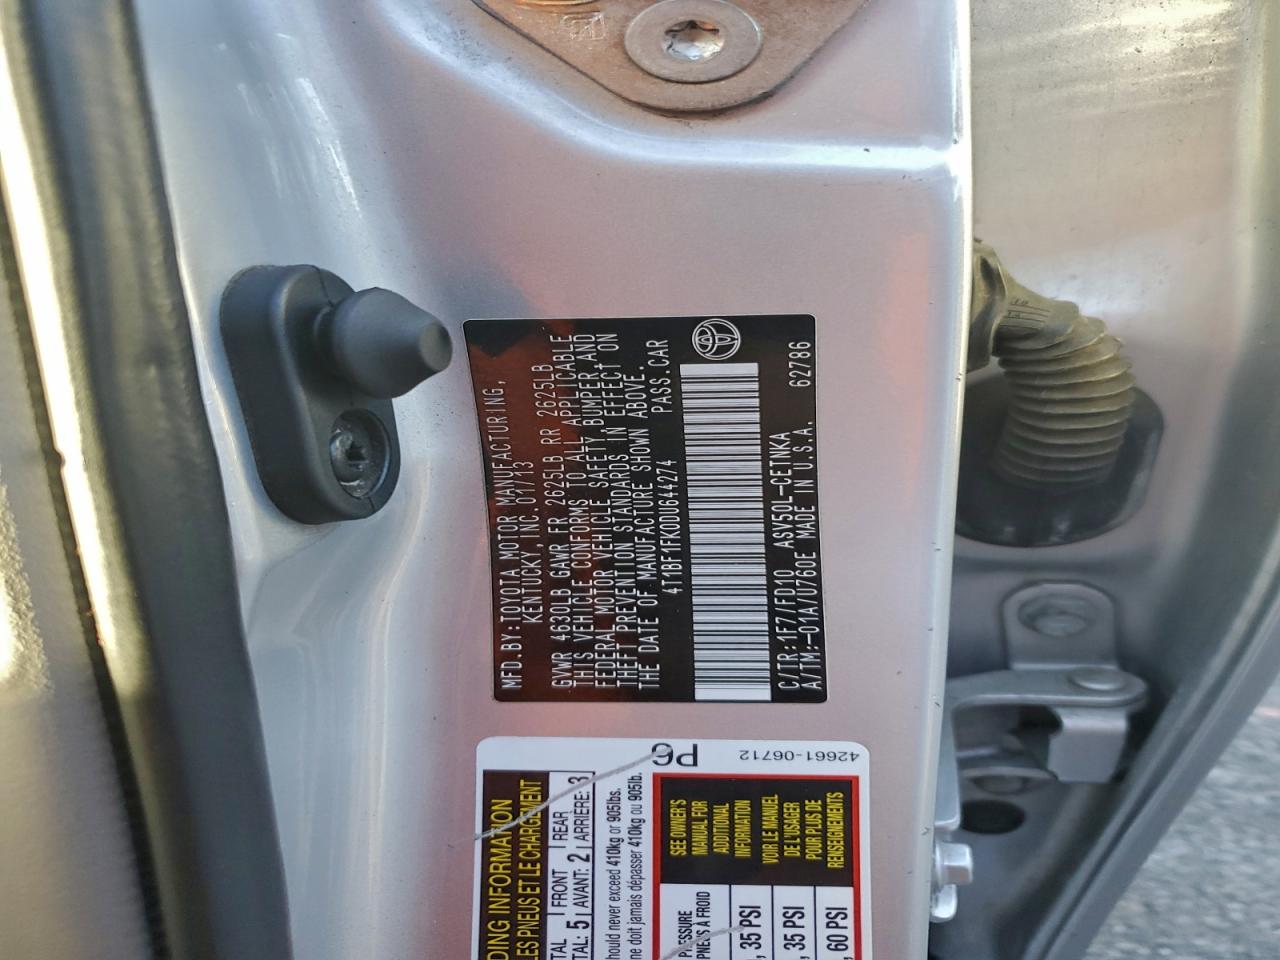 MFD.BY:TOYOTA MOTOR MANUFACTURING,
KENTUCKY, INC. 01/13
GVWR 4630LB GAWR FR 2625LB RR 2625LB
THIS VEHICLE CONFORMS TO ALL APPLICABLE
FEDERAL MOTOR VEHICLE SAFETY,BUMPER,AND
THEFT PREVENTION STANDARDS IN EFFECT ON
THE DATE OF MANUFACTURE SHOWN ABOVE.
4T1BF1FK0DU644274 PASS.CAR
C/TR:1F7/FD10 ASV50L-CETNKA
A/TM:-01A/U760E MADE IN U.S.A. 62786
DING INFORMATION
LES PNEUS ET LE CHARGEMENT
TAL FRONT REAR
TAL: 5 AVANT: 2 ARRIERE: 3
hould never exceed 410kg or 905lbs.
ne doit jamais dépasser 410kg ou 905lb.
P6
42661-06712
PRESSURE
PNEUS À FROID
, 35 PSI
, 35 PSI
, 60 PSI
SEE OWNER'S
MANUAL FOR
ADDITIONAL
INFORMATION
VOIR LE MANUEL
DE L'USAGER
POUR PLUS DE
RENSEIGNEMENTS